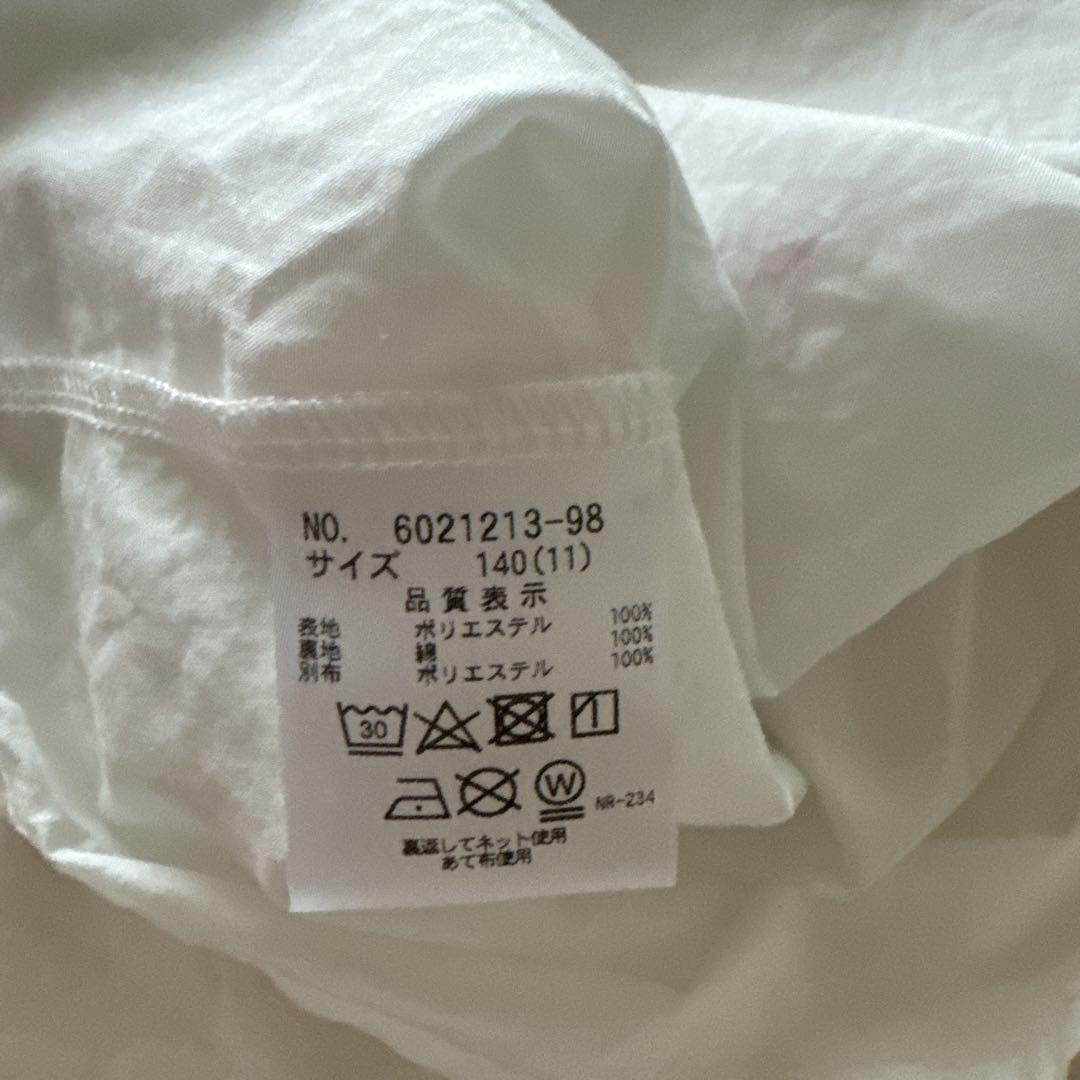 NO. 6021213-98
サイズ 140(11)
品質表示
表地 ポリエステル 100%
裏地 綿 100%
別布 ポリエステル 100%
30
W NR-234
裏返してネット使用
あて布使用